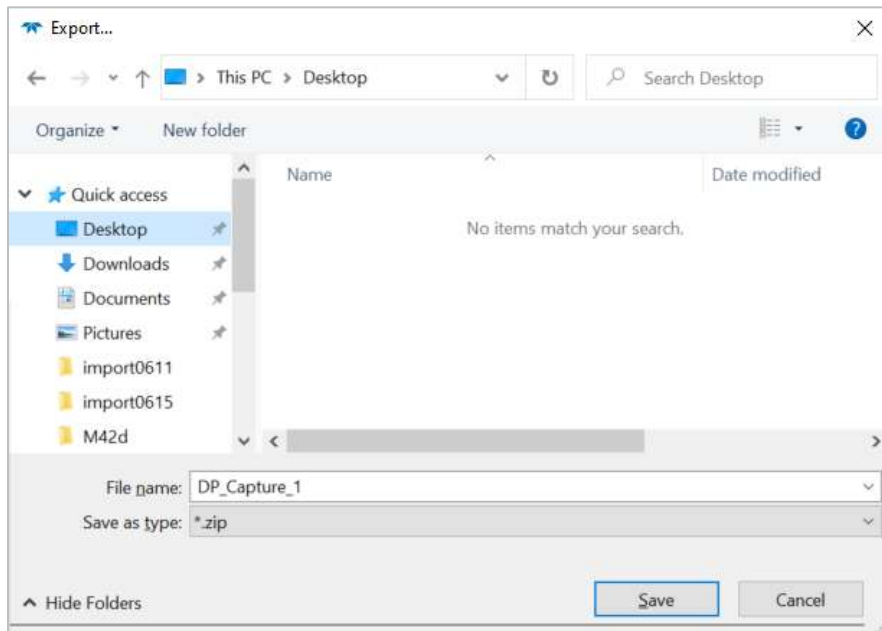 Export...
This PC > Desktop
Search Desktop
Organize
New folder
Name
Date modified
Quick access
No items match your search.
Desktop
Downloads
Documents
Pictures
import0611
import0615
M42d
File name: DP_Capture_1
Save as type: *.zip
Hide Folders
Save
Cancel